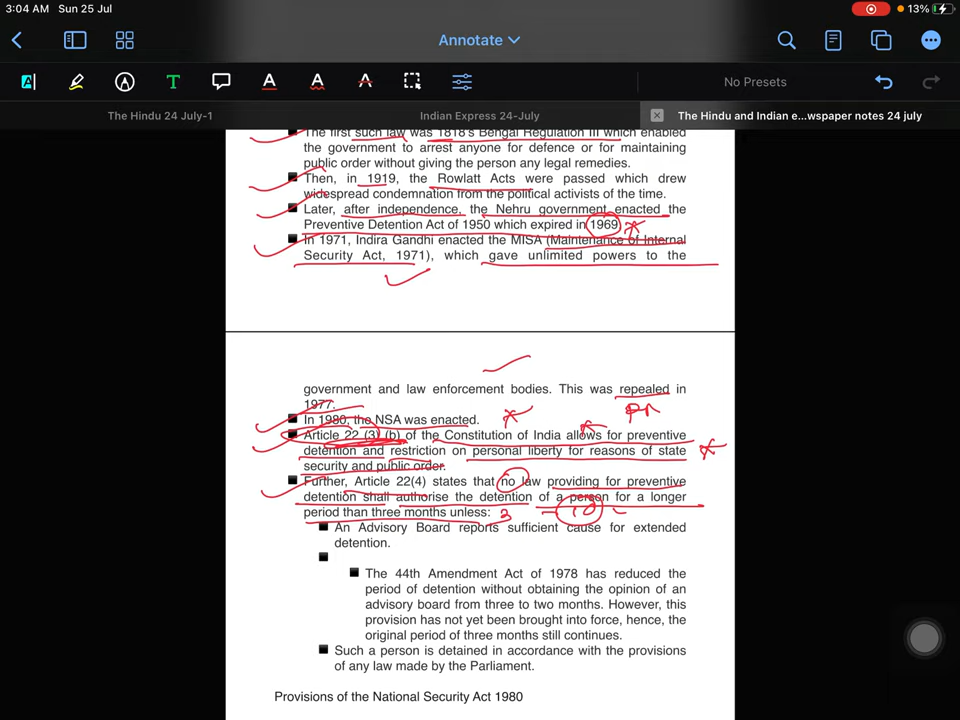 3:04 AM Sun 25 Jul
13%
Annotate
No Presets
The Hindu 24 July-1
Indian Express 24-July
The Hindu and Indian e...wspaper notes 24 july
The first such law was 1818's Bengal Regulation III which enabled
the government to arrest anyone for defence or for maintaining
public order without giving the person any legal remedies.
Then, in 1919, the Rowlatt Acts were passed which drew
widespread condemnation from the political activists of the time.
Later, after independence, the Nehru government enacted the
Preventive Detention Act of 1950 which expired in 1969
In 1971, Indira Gandhi enacted the MISA (Maintenance of Internal
Security Act, 1971), which gave unlimited powers to the
government and law enforcement bodies. This was repealed in
1977.
In 1980, the NSA was enacted.
Article 22 (3) (b) of the Constitution of India allows for preventive
detention and restriction on personal liberty for reasons of state
security and public order.
Further, Article 22(4) states that no law providing for preventive
detention shall authorise the detention of a person for a longer
period than three months unless: 3
An Advisory Board reports sufficient cause for extended
detention.
The 44th Amendment Act of 1978 has reduced the
period of detention without obtaining the opinion of an
advisory board from three to two months. However, this
provision has not yet been brought into force, hence, the
original period of three months still continues.
Such a person is detained in accordance with the provisions
of any law made by the Parliament.
Provisions of the National Security Act 1980